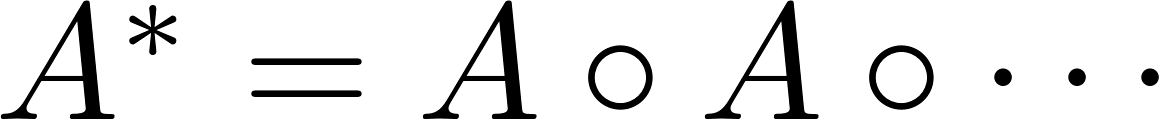 A* = A ∘ A ∘ ⋯